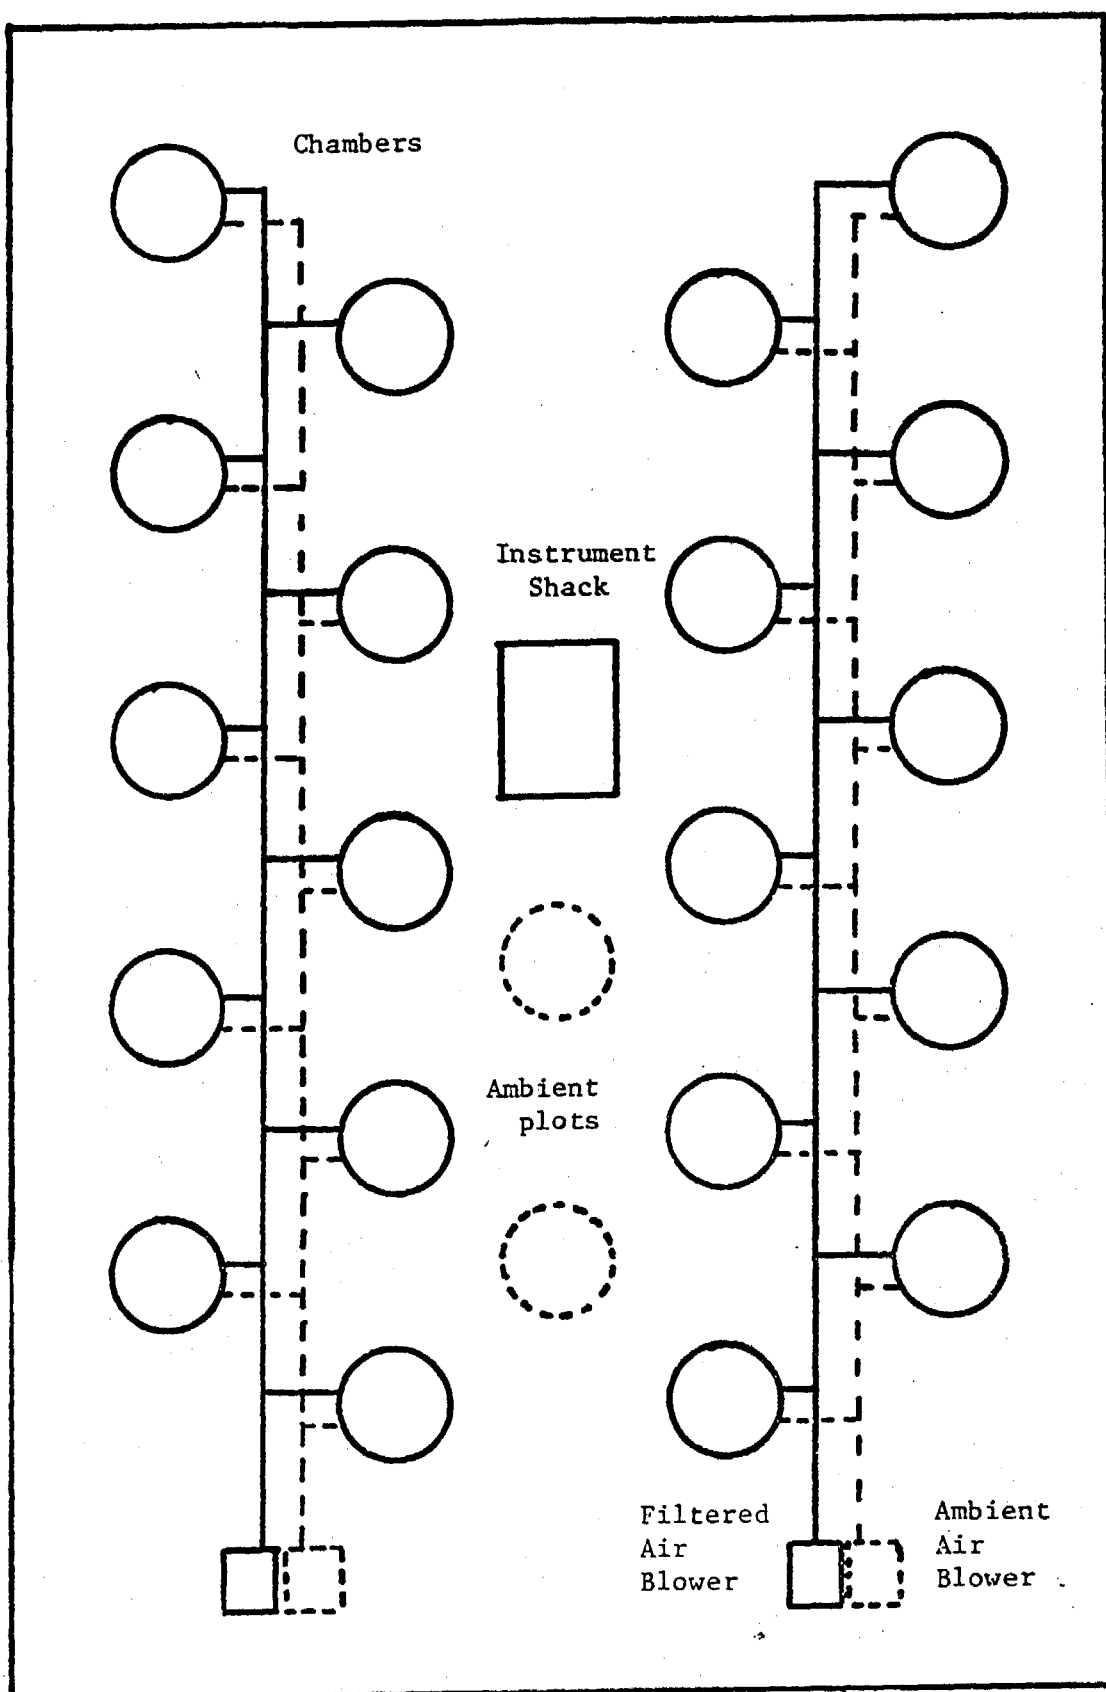 Chambers
Instrument
Shack
Ambient
plots
Filtered
Air
Blower
Ambient
Air
Blower